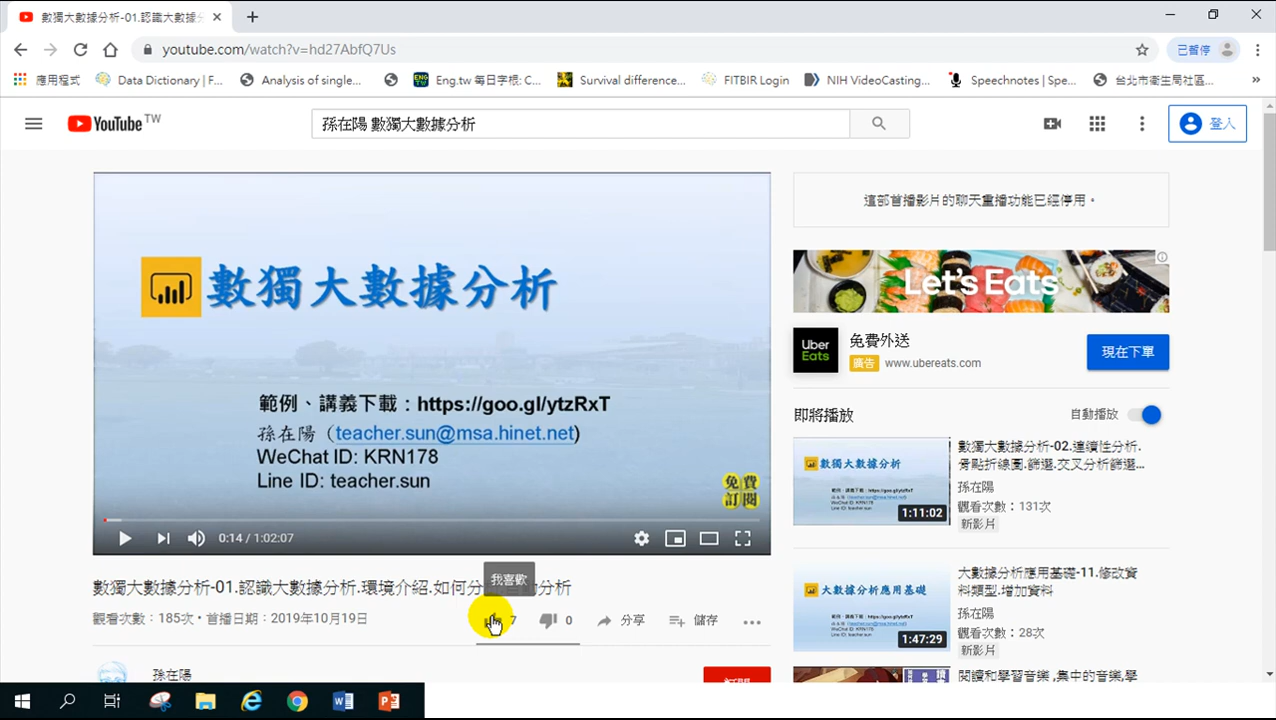 數獨大數據分析-01.認識大數據分
youtube.com/watch?v=hd27AbfQ7Us
已暫停
應用程式
Data Dictionary | F...
Analysis of single...
Eng.tw 每日字根: C...
Survival difference...
FITBIR Login
NIH VideoCasting...
Speechnotes | Spe...
台北市衛生局社區...
YouTube TW
孫在陽 數獨大數據分析
登入
數獨大數據分析
範例、講義下載：https://goo.gl/ytzRxT
孫在陽（teacher.sun@msa.hinet.net)
WeChat ID: KRN178
Line ID: teacher.sun
免費
訂閱
0:14 / 1:02:07
我喜歡
數獨大數據分析-01.認識大數據分析.環境介紹.如何分 分析
觀看次數：185次 • 首播日期：2019年10月19日
7
0
分享
儲存
孫在陽
訂閱
這部首播影片的聊天重播功能已經停用。
Let's Eats
Uber
Eats
免費外送
廣告 www.ubereats.com
現在下單
即將播放
自動播放
數獨大數據分析
1:11:02
數獨大數據分析-02.連續性分析.
骨點折線圖.篩選.交叉分析篩選...
孫在陽
觀看次數：131次
新影片
大數據分析應用基礎
1:47:29
大數據分析應用基礎-11.修改資
料類型.增加資料
孫在陽
觀看次數：28次
新影片
閱讀和學習音樂 ,集中的音樂,學